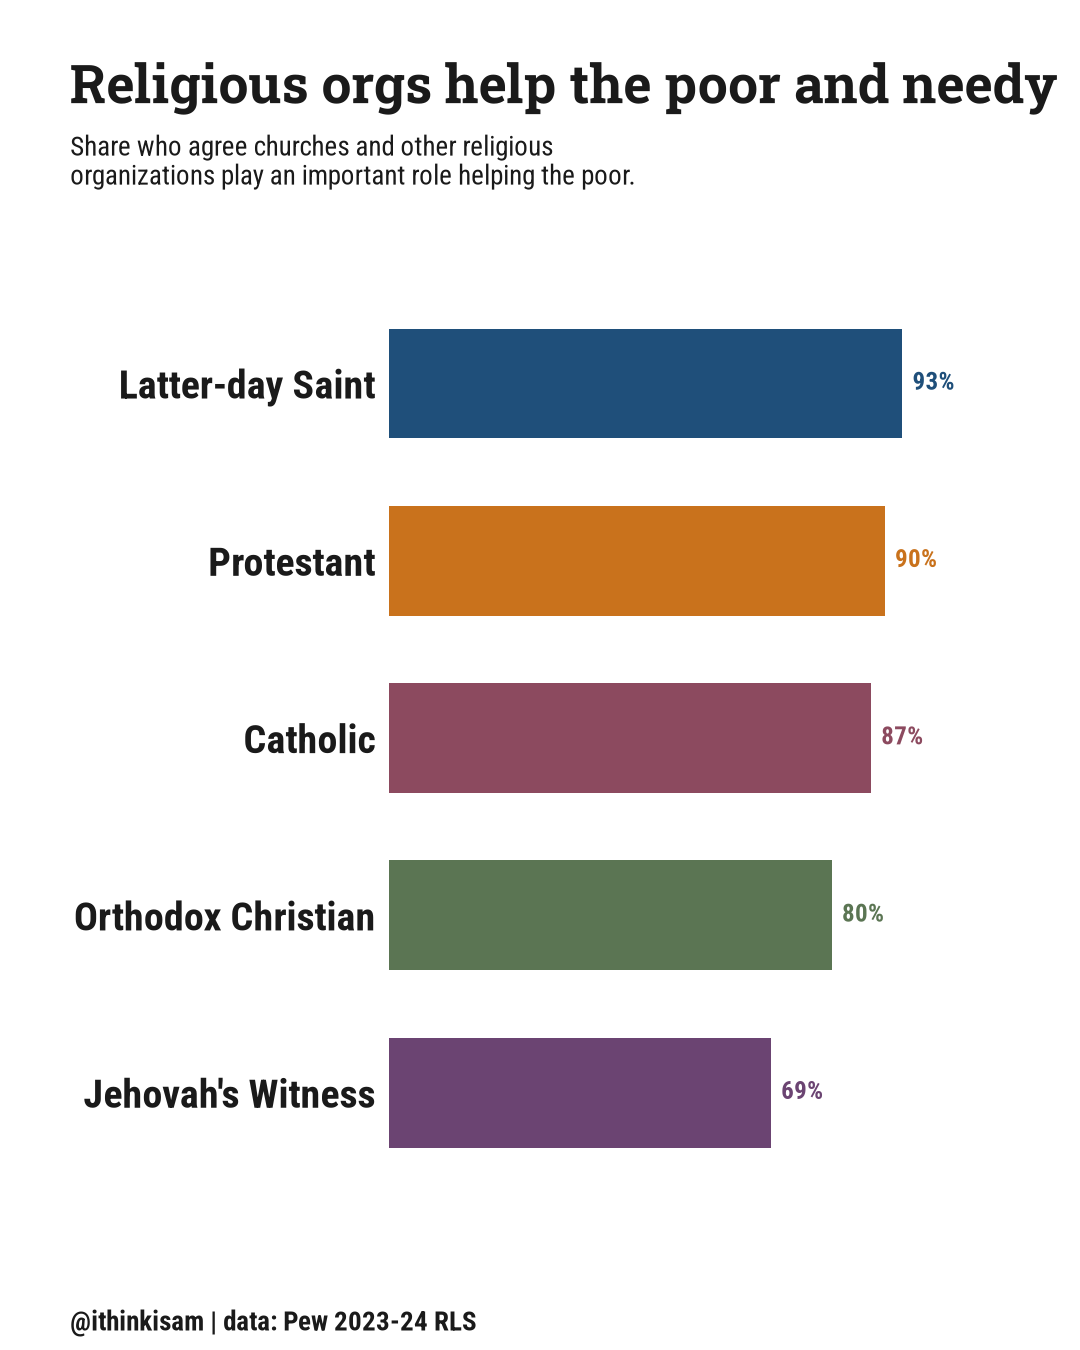 Religious orgs help the poor and needy
Share who agree churches and other religious
organizations play an important role helping the poor.
Latter-day Saint
93%
Protestant
90%
Catholic
87%
Orthodox Christian
80%
Jehovah's Witness
69%
@ithinkisam | data: Pew 2023-24 RLS